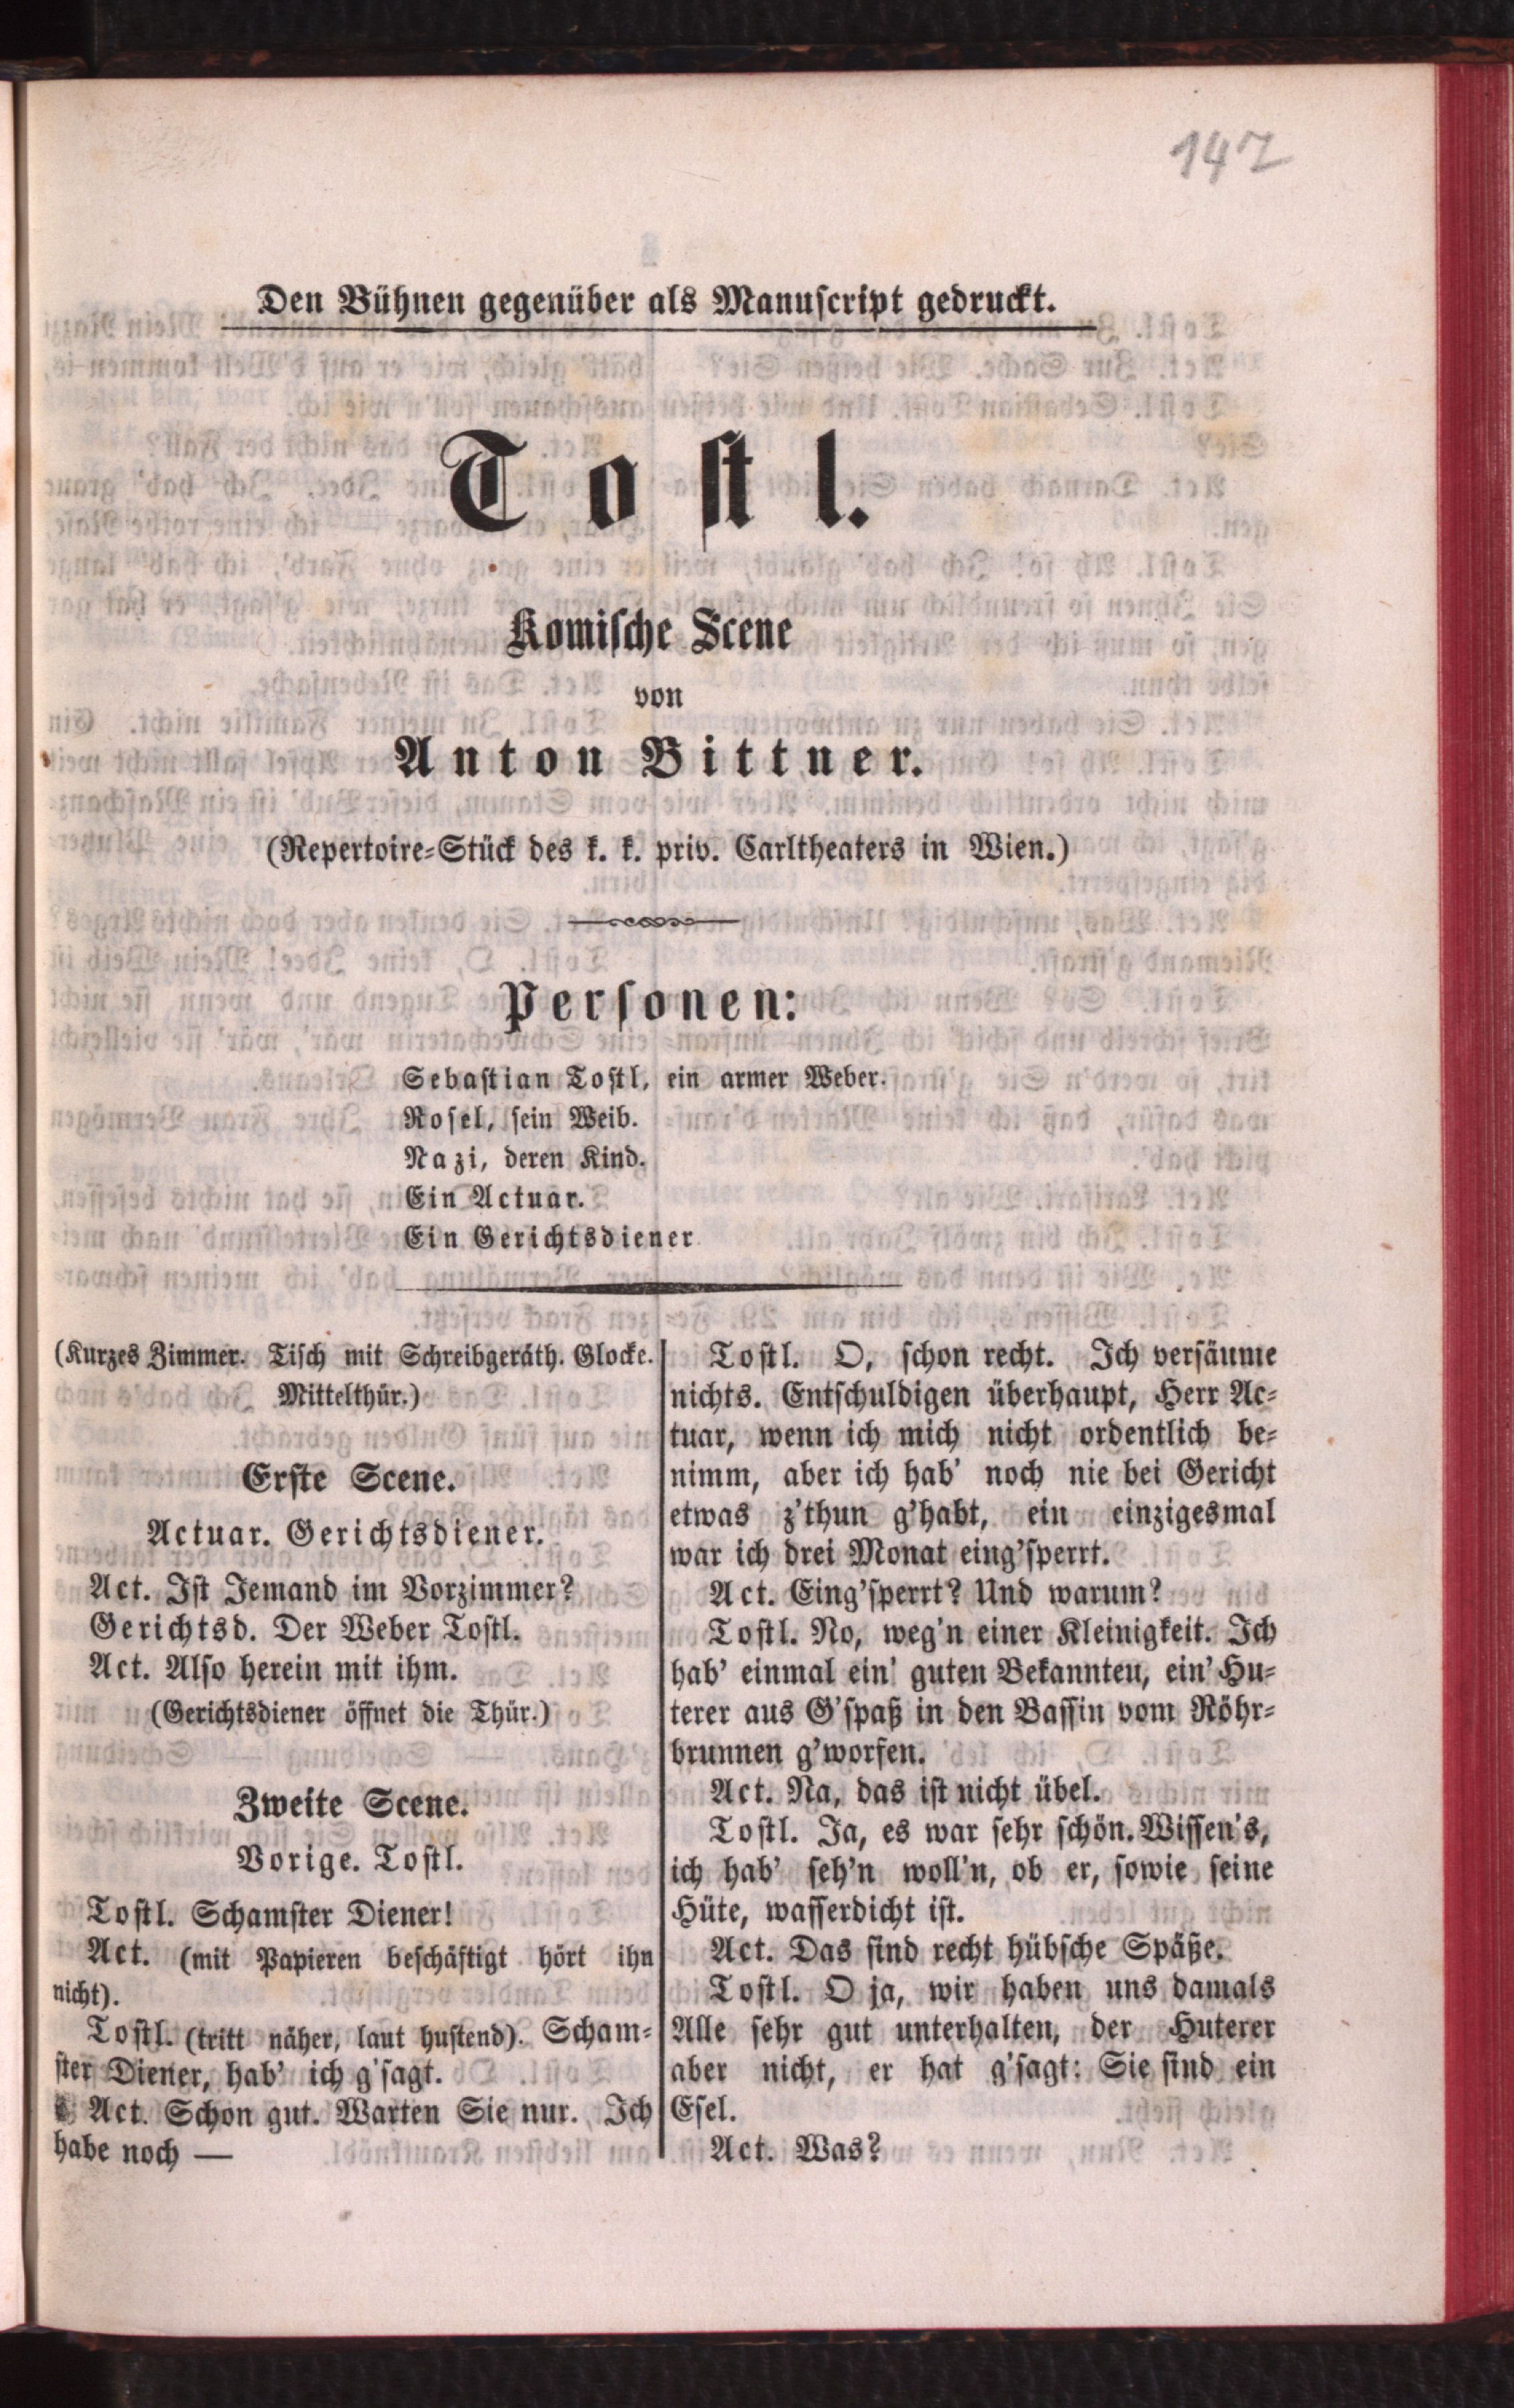 147
Den Bühnen gegenüber als Manuscript gedruckt.
Tostl.
Komische Scene
von
Anton Bittner.
(Repertoire-Stück des k. k. priv. Carltheaters in Wien.)
Personen:
Sebastian Tostl, ein armer Weber.
Rosel, sein Weib.
Nazi, deren Kind.
Ein Actuar.
Ein Gerichtsdiener
(Kurzes Zimmer. Tisch mit Schreibgeräth. Glocke.
Mittelthür.)
Erste Scene.
Actuar. Gerichtsdiener.
Act. Ist Jemand im Vorzimmer?
Gerichtsd. Der Weber Tostl.
Act. Also herein mit ihm.
(Gerichtsdiener öffnet die Thür.)
Zweite Scene.
Vorige. Tostl.
Tostl. Schamster Diener!
Act. (mit Papieren beschäftigt hört ihn
nicht).
Tostl. (tritt näher, laut hustend). Scham-
ster Diener, hab' ich g'sagt.
Act. Schon gut. Warten Sie nur. Ich
habe noch —
Tostl. O, schon recht. Ich versäume
nichts. Entschuldigen überhaupt, Herr Ac-
tuar, wenn ich mich nicht ordentlich be-
nimm, aber ich hab' noch nie bei Gericht
etwas z'thun g'habt, ein einzigesmal
war ich drei Monat eing'sperrt.
Act. Eing'sperrt? Und warum?
Tostl. No, weg'n einer Kleinigkeit. Ich
hab' einmal ein' guten Bekannten, ein' Hu-
terer aus G'spaß in den Bassin vom Röhr-
brunnen g'worfen.
Act. Na, das ist nicht übel.
Tostl. Ja, es war sehr schön. Wissen's,
ich hab' seh'n woll'n, ob er, sowie seine
Hüte, wasserdicht ist.
Act. Das sind recht hübsche Späße.
Tostl. O ja, wir haben uns damals
Alle sehr gut unterhalten, der Huterer
aber nicht, er hat g'sagt: Sie sind ein
Esel.
Act. Was?